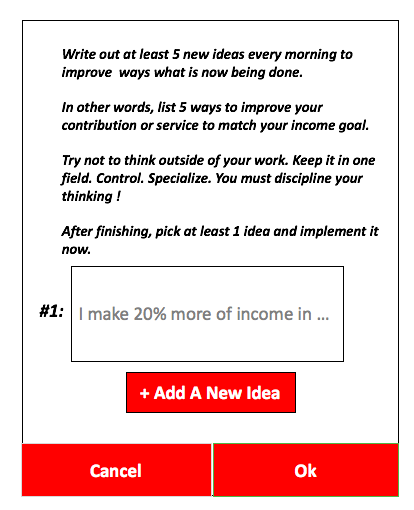 Write out at least 5 new ideas every morning to
improve  ways what is now being done.
In other words, list 5 ways to improve your
contribution or service to match your income goal.
Try not to think outside of your work. Keep it in one
field. Control. Specialize. You must discipline your
thinking !
After finishing, pick at least 1 idea and implement it
now.
#1: I make 20% more of income in ...
+ Add A New Idea
Cancel Ok